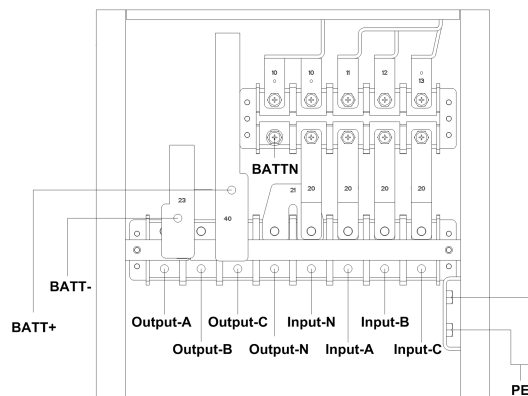 10 10 11 12 13
BATTN
23
21 20 20 20 20
40
BATT-
BATT+
Output-A Output-C Input-N Input-B
Output-B Output-N Input-A Input-C
PE